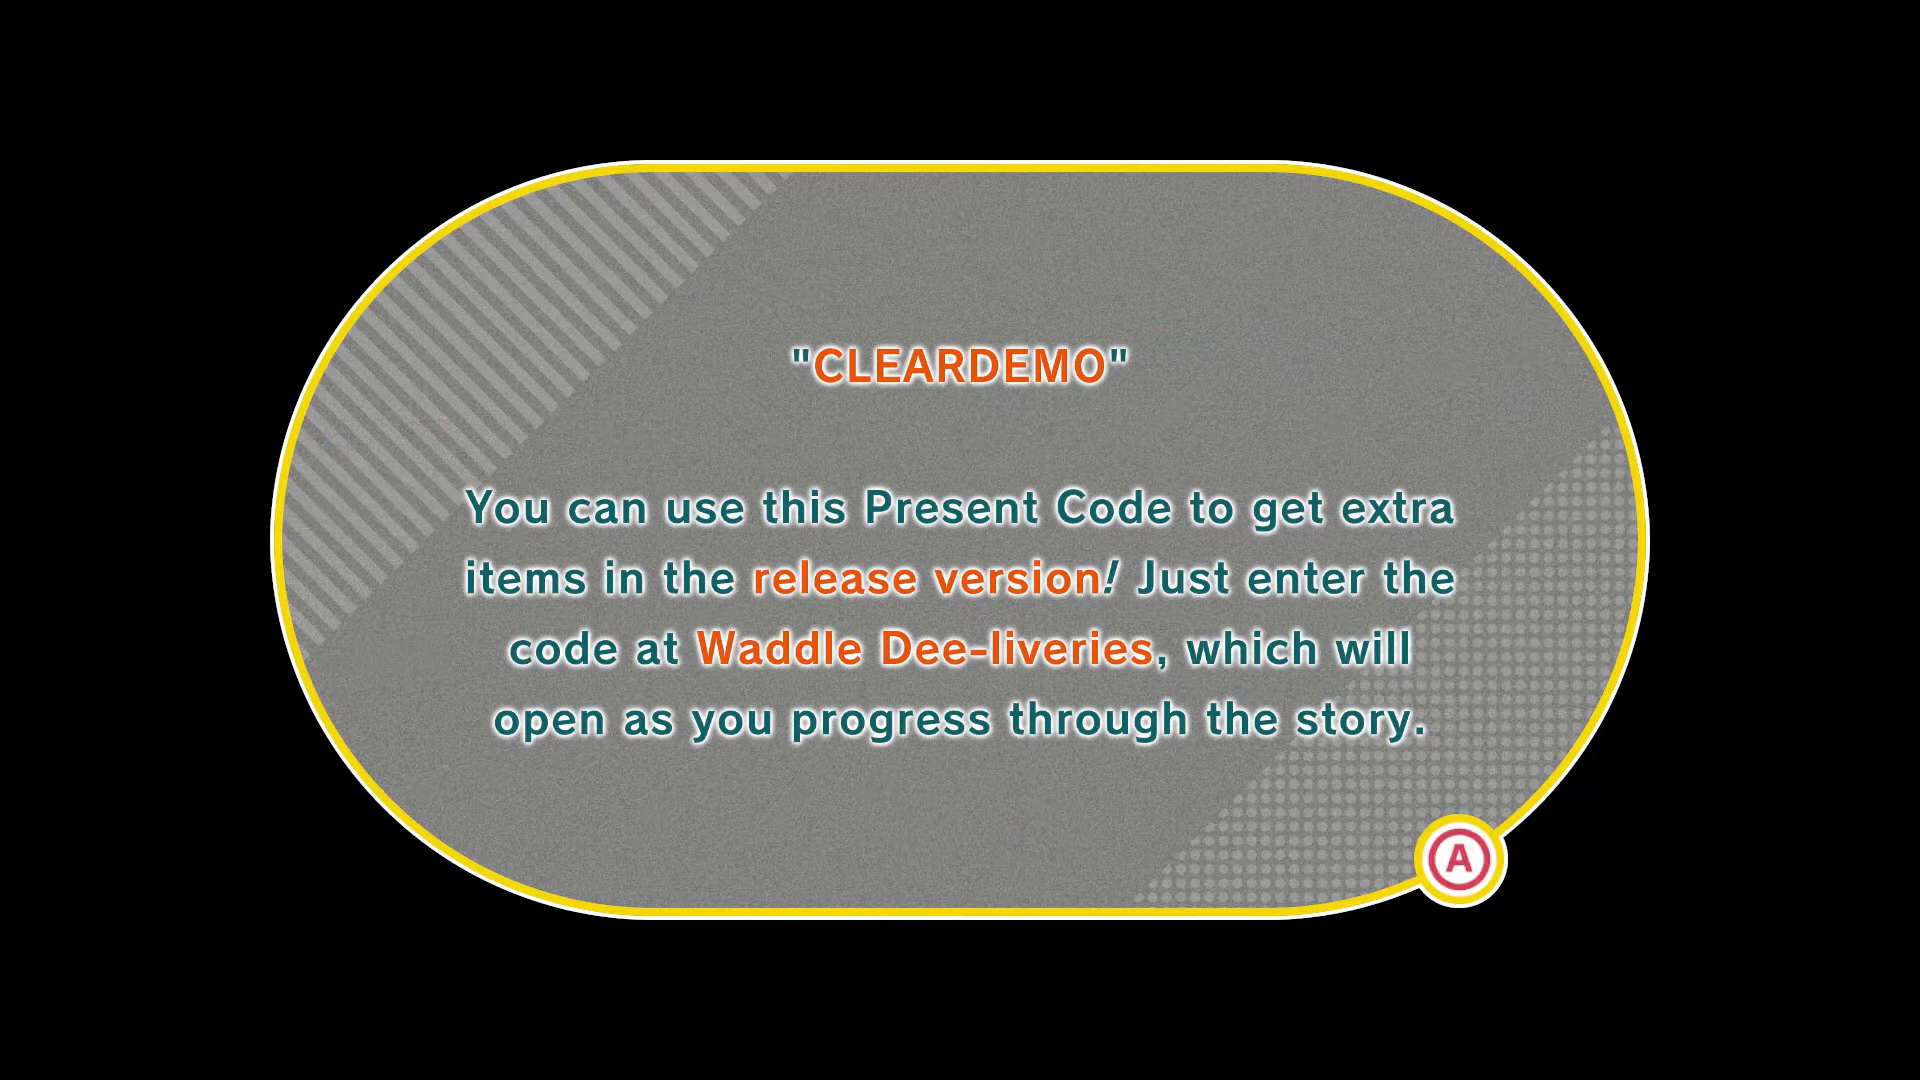 "CLEARDEMO"
You can use this Present Code to get extra
items in the release version! Just enter the
code at Waddle Dee-liveries, which will
open as you progress through the story.
A